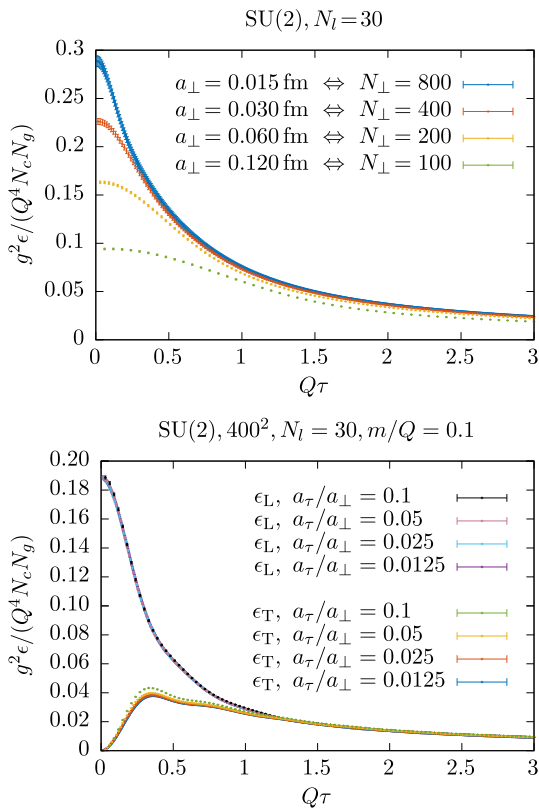 SU(2), N_l = 30
0.3
0.25
0.2
0.15
0.1
0.05
0
g²ϵ/(Q⁴N_cN_g)
a_⊥ = 0.015 fm ⇔ N_⊥ = 800
a_⊥ = 0.030 fm ⇔ N_⊥ = 400
a_⊥ = 0.060 fm ⇔ N_⊥ = 200
a_⊥ = 0.120 fm ⇔ N_⊥ = 100
0 0.5 1 1.5 2 2.5 3
Qτ
SU(2), 400², N_l = 30, m/Q = 0.1
0.20
0.18
0.16
0.14
0.12
0.10
0.08
0.06
0.04
0.02
0
g²ϵ/(Q⁴N_cN_g)
ϵ_L, a_τ/a_⊥ = 0.1
ϵ_L, a_τ/a_⊥ = 0.05
ϵ_L, a_τ/a_⊥ = 0.025
ϵ_L, a_τ/a_⊥ = 0.0125
ϵ_T, a_τ/a_⊥ = 0.1
ϵ_T, a_τ/a_⊥ = 0.05
ϵ_T, a_τ/a_⊥ = 0.025
ϵ_T, a_τ/a_⊥ = 0.0125
0 0.5 1 1.5 2 2.5 3
Qτ